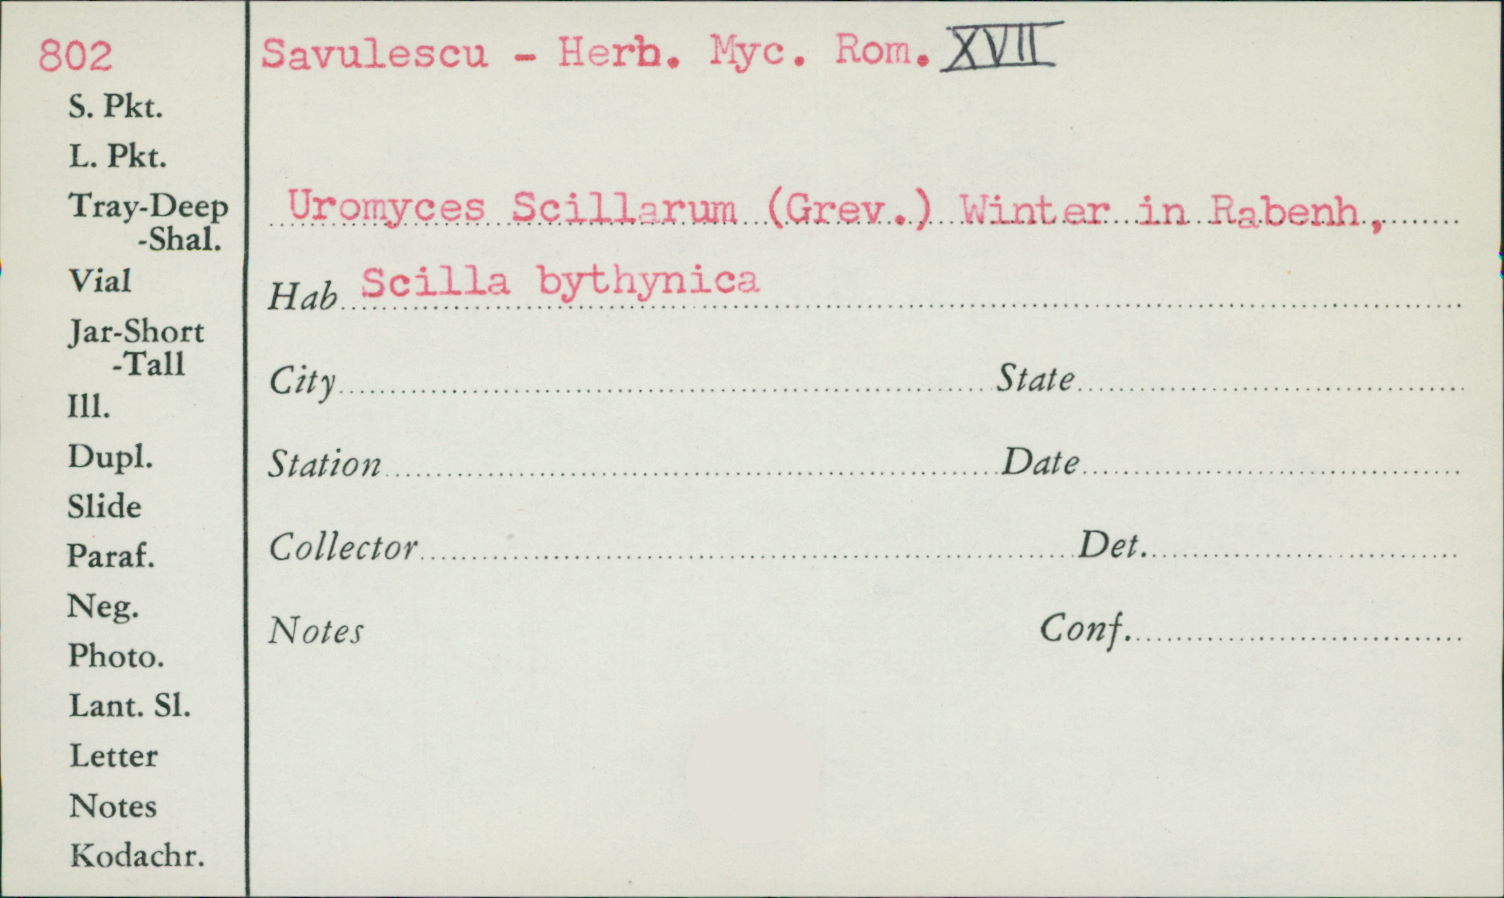 802
Savulescu - Herb. Myc. Rom. XVII
S. Pkt.
L. Pkt.
Tray-Deep
-Shal.
Vial
Jar-Short
-Tall
Ill.
Dupl.
Slide
Paraf.
Neg.
Photo.
Lant. Sl.
Letter
Notes
Kodachr.
Uromyces Scillarum (Grev.) Winter in Rabenh,
Hab Scilla bythynica
City State
Station Date
Collector Det.
Notes Conf.